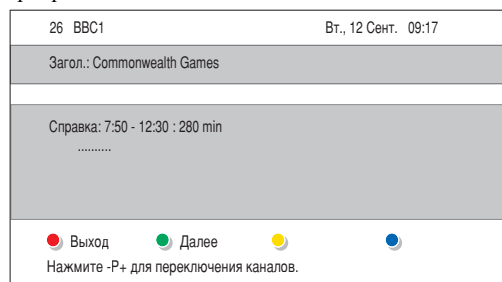 26 BBC1 Вт., 12 Сент. 09:17
Загол.: Commonwealth Games
Справка: 7:50 - 12:30 : 280 min
..........
Выход Далее
Нажмите -P+ для переключения каналов.